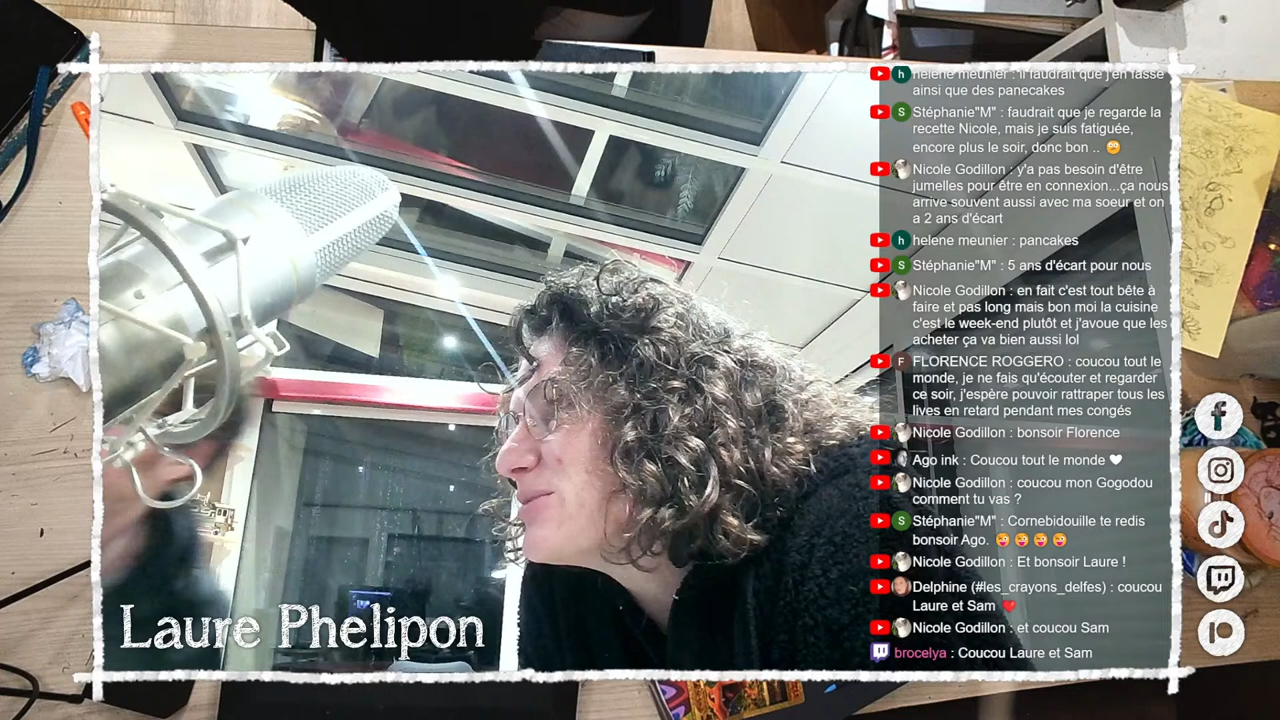 Laure Phelipon
helene meunier : il faudrait que j'en fasse
ainsi que des panecakes
Stéphanie"M" : faudrait que je regarde la
recette Nicole, mais je suis fatiguée,
encore plus le soir, donc bon .. 😳
Nicole Godillon : y'a pas besoin d'être
jumelles pour être en connexion...ça nous
arrive souvent aussi avec ma soeur et on
a 2 ans d'écart
helene meunier : pancakes
Stéphanie"M" : 5 ans d'écart pour nous
Nicole Godillon : en fait c'est tout bête à
faire et pas long mais bon moi la cuisine
c'est le week-end plutôt et j'avoue que les
acheter ça va bien aussi lol
FLORENCE ROGGERO : coucou tout le
monde, je ne fais qu'écouter et regarder
ce soir, j'espère pouvoir rattraper tous les
lives en retard pendant mes congés
Nicole Godillon : bonsoir Florence
Ago ink : Coucou tout le monde 🤍
Nicole Godillon : coucou mon Gogodou
comment tu vas ?
Stéphanie"M" : Cornebidouille te redis
bonsoir Ago. 😜😜😜😜
Nicole Godillon : Et bonsoir Laure !
Delphine (#les_crayons_delfes) : coucou
Laure et Sam ❤️
Nicole Godillon : et coucou Sam
brocelya : Coucou Laure et Sam